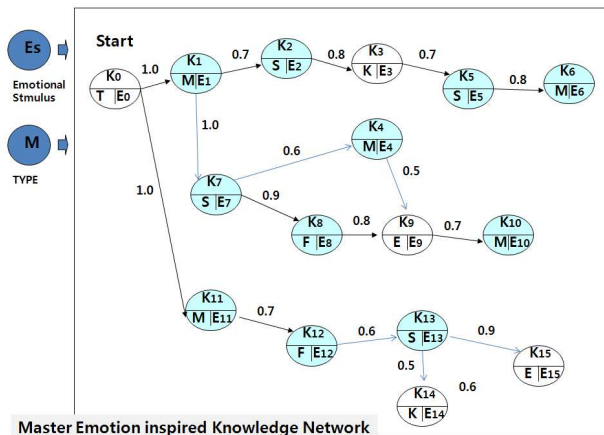 Es
Emotional
Stmulus
M
TYPE
Start
K0
T |E0
1.0
K1
M|E1
0.7
K2
S |E2
0.8
K3
K |E3
0.7
K5
S |E5
0.8
K6
M|E6
1.0
1.0
K7
S |E7
0.6
K4
M|E4
0.5
0.9
K8
F |E8
0.8
K9
E |E9
0.7
K10
M|E10
K11
M |E11
0.7
K12
F |E12
0.6
K13
S |E13
0.9
K15
E |E15
0.5
K14
K |E14
0.6
Master Emotion inspired Knowledge Network